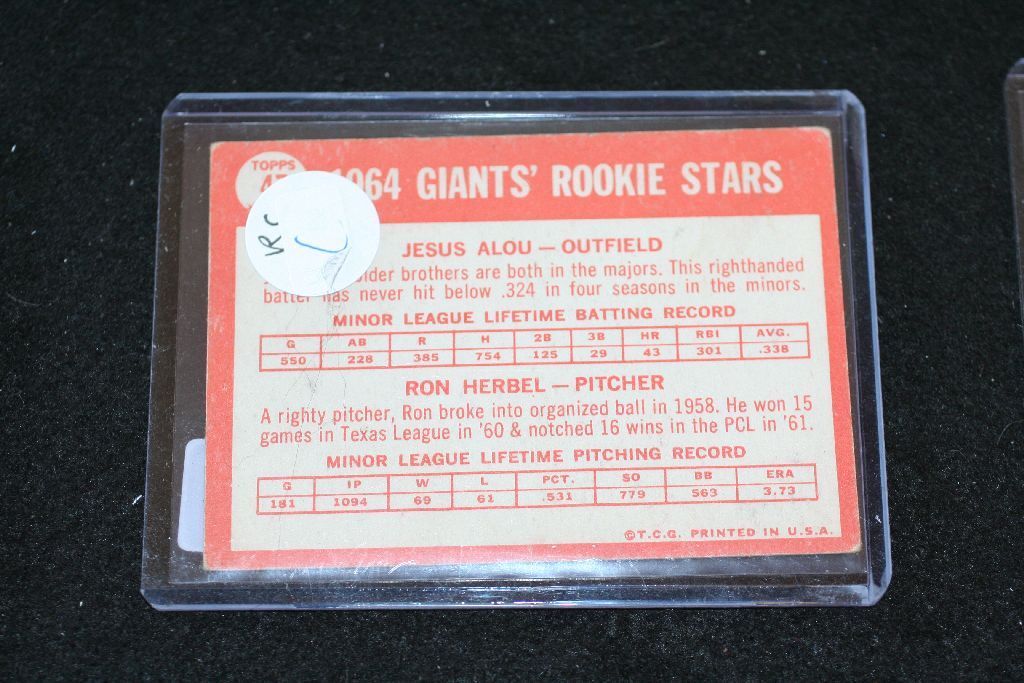 TOPPS
1964 GIANTS' ROOKIE STARS
JESUS ALOU — OUTFIELD
older brothers are both in the majors. This righthanded
batter has never hit below .324 in four seasons in the minors.
MINOR LEAGUE LIFETIME BATTING RECORD
G AB R H 2B 3B HR RBI AVG.
550 228 385 754 125 29 43 301 .338
RON HERBEL — PITCHER
A righty pitcher, Ron broke into organized ball in 1958. He won 15
games in Texas League in '60 & notched 16 wins in the PCL in '61.
MINOR LEAGUE LIFETIME PITCHING RECORD
G IP W L PCT. SO BB ERA
181 1094 69 61 .531 779 563 3.73
©T.C.G. PRINTED IN U.S.A.